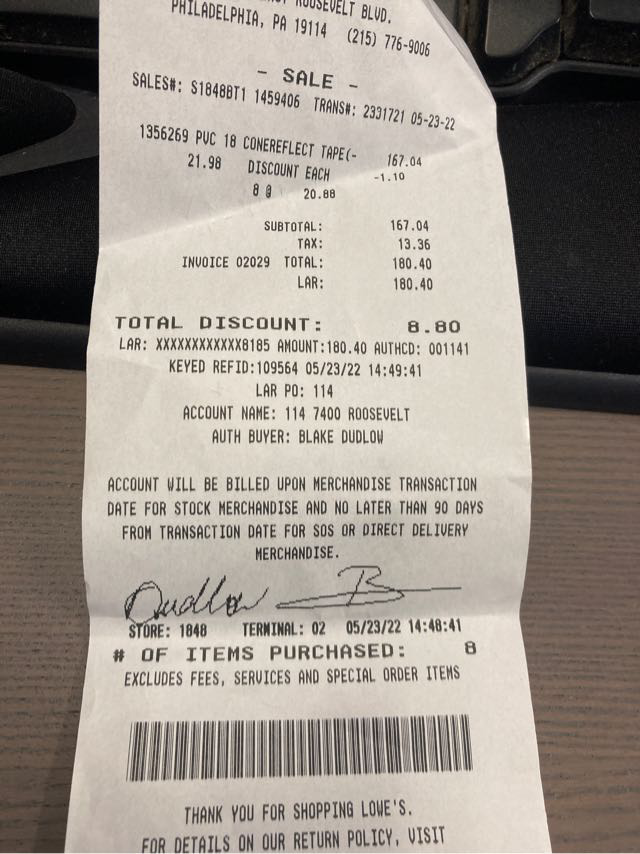 ROOSEVELT BLVD.
PHILADELPHIA, PA 19114 (215) 776-9006
- SALE -
SALES#: S1848BT1 1459406 TRANS#: 2331721 05-23-22
1356269 PVC 18 CONEREFLECT TAPE(- 167.04
21.98 DISCOUNT EACH -1.10
8 @ 20.88
SUBTOTAL: 167.04
TAX: 13.36
INVOICE 02029 TOTAL: 180.40
LAR: 180.40
TOTAL DISCOUNT: 8.80
LAR: XXXXXXXXXXXX8185 AMOUNT:180.40 AUTHCD: 001141
KEYED REFID:109564 05/23/22 14:49:41
LAR PO: 114
ACCOUNT NAME: 114 7400 ROOSEVELT
AUTH BUYER: BLAKE DUDLOW
ACCOUNT WILL BE BILLED UPON MERCHANDISE TRANSACTION
DATE FOR STOCK MERCHANDISE AND NO LATER THAN 90 DAYS
FROM TRANSACTION DATE FOR SOS OR DIRECT DELIVERY
MERCHANDISE.
Dudlow B
STORE: 1848 TERMINAL: 02 05/23/22 14:48:41
# OF ITEMS PURCHASED: 8
EXCLUDES FEES, SERVICES AND SPECIAL ORDER ITEMS
THANK YOU FOR SHOPPING LOWE'S.
FOR DETAILS ON OUR RETURN POLICY, VISIT